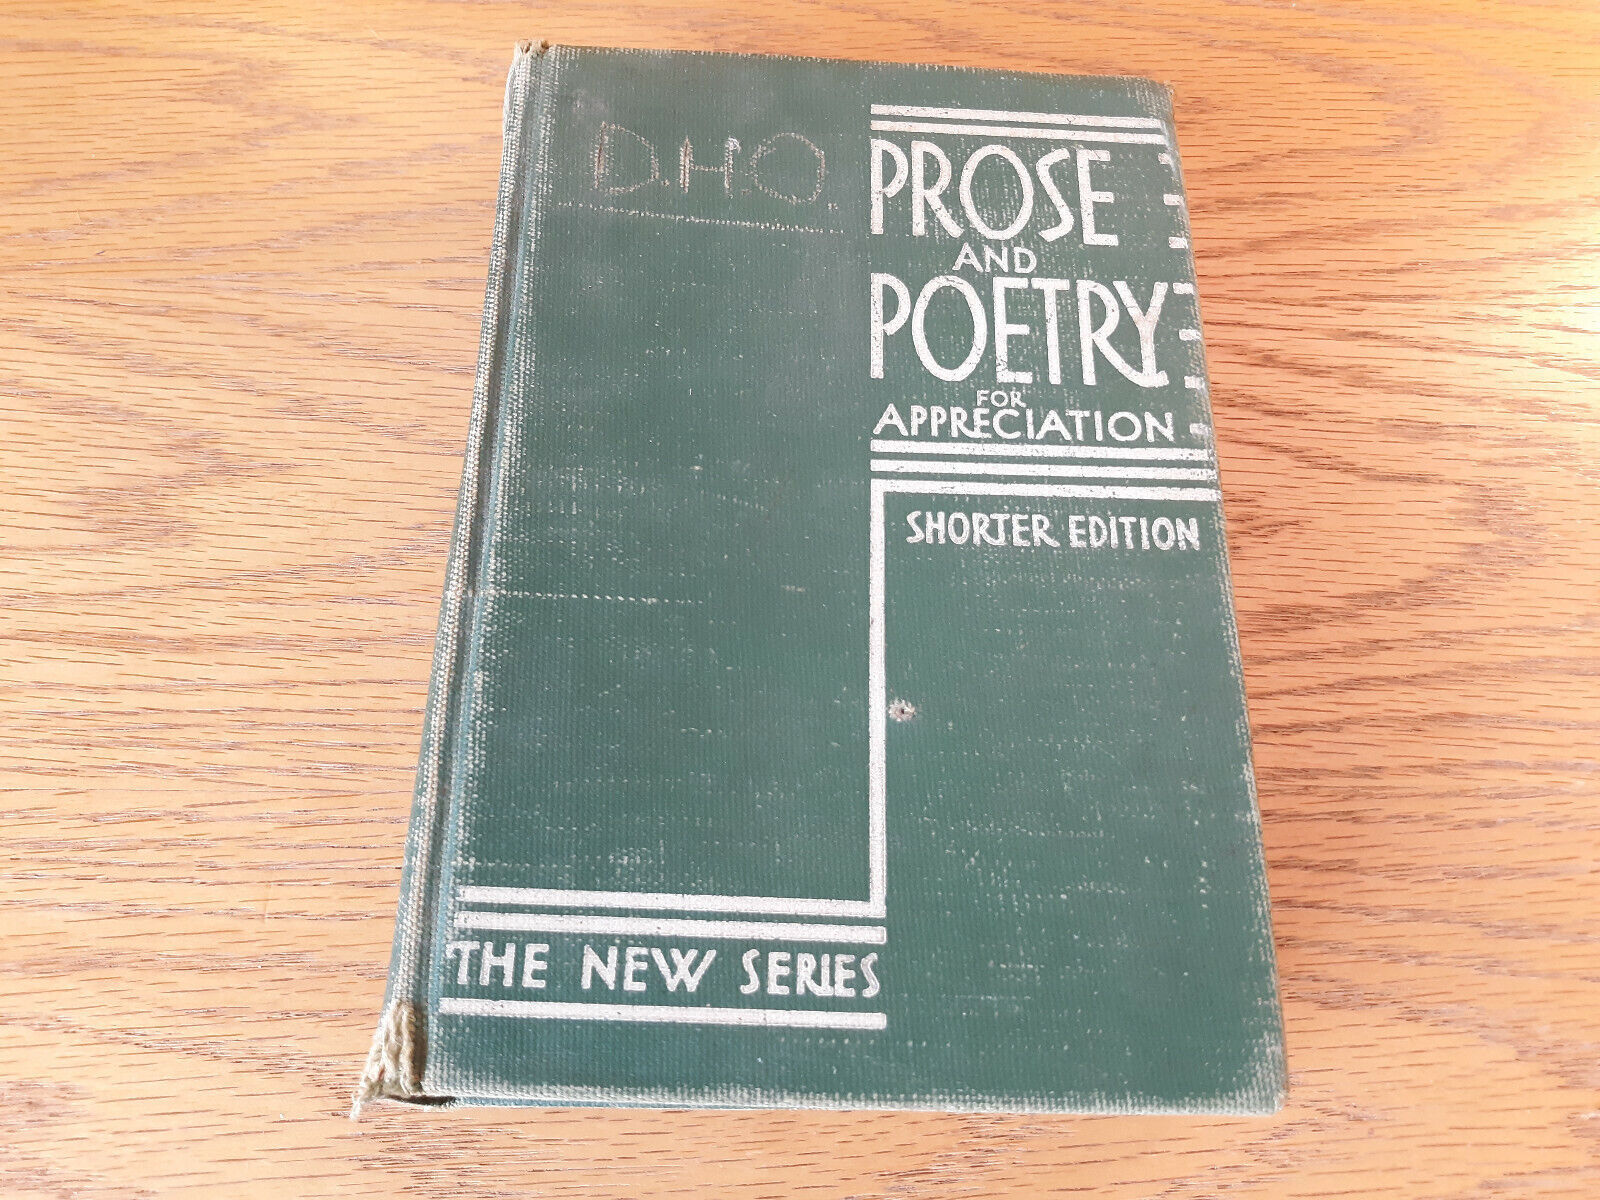 D.H.O
PROSE
AND
POETRY
FOR
APPRECIATION
SHORTER EDITION
THE NEW SERIES